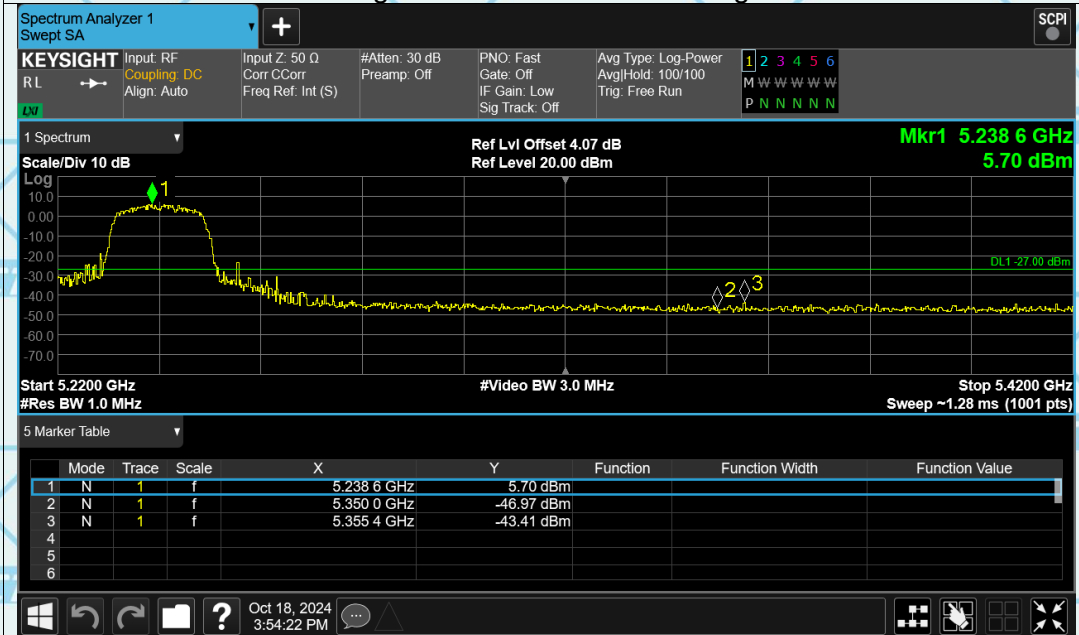 Spectrum Analyzer 1
Swept SA
+
SCPI
KEYSIGHT
RL
LXI
Input: RF
Coupling: DC
Align: Auto
Input Z: 50 Ω
Corr CCorr
Freq Ref: Int (S)
#Atten: 30 dB
Preamp: Off
PNO: Fast
Gate: Off
IF Gain: Low
Sig Track: Off
Avg Type: Log-Power
Avg|Hold: 100/100
Trig: Free Run
1 2 3 4 5 6
M W W W W W
P N N N N N
1 Spectrum
Scale/Div 10 dB
Ref Lvl Offset 4.07 dB
Ref Level 20.00 dBm
Mkr1 5.238 6 GHz
5.70 dBm
Log
10.0
0.00
-10.0
-20.0
-30.0
-40.0
-50.0
-60.0
-70.0
1
2
3
DL1 -27.00 dBm
Start 5.2200 GHz
#Res BW 1.0 MHz
#Video BW 3.0 MHz
Stop 5.4200 GHz
Sweep ~1.28 ms (1001 pts)
5 Marker Table
Mode Trace Scale X Y Function Function Width Function Value
1 N 1 f 5.238 6 GHz 5.70 dBm
2 N 1 f 5.350 0 GHz -46.97 dBm
3 N 1 f 5.355 4 GHz -43.41 dBm
4
5
6
?
Oct 18, 2024
3:54:22 PM